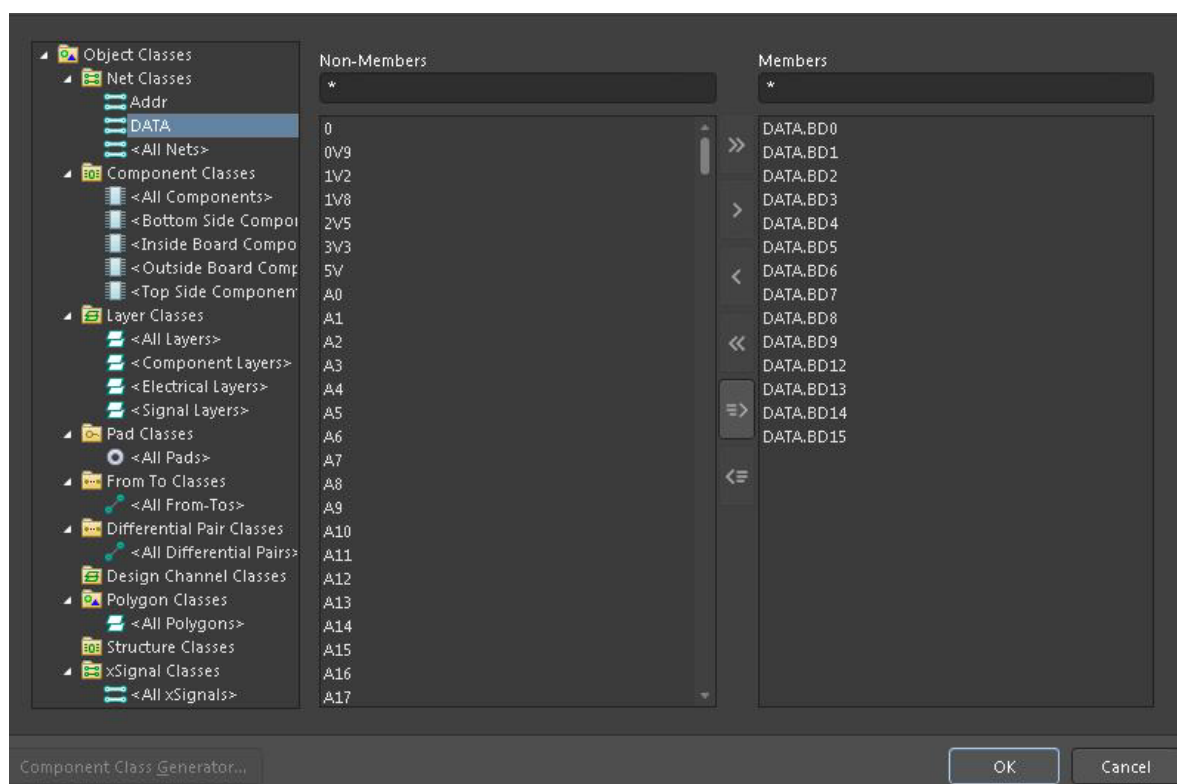 Object Classes
Net Classes
Addr
DATA
<All Nets>
Component Classes
<All Components>
<Bottom Side Compor
<Inside Board Compo
<Outside Board Comp
<Top Side Componen
Layer Classes
<All Layers>
<Component Layers>
<Electrical Layers>
<Signal Layers>
Pad Classes
<All Pads>
From To Classes
<All From-Tos>
Differential Pair Classes
<All Differential Pairs>
Design Channel Classes
Polygon Classes
<All Polygons>
Structure Classes
xSignal Classes
<All xSignals>
Non-Members
*
0
0V9
1V2
1V8
2V5
3V3
5V
A0
A1
A2
A3
A4
A5
A6
A7
A8
A9
A10
A11
A12
A13
A14
A15
A16
A17
Members
*
DATA.BD0
DATA.BD1
DATA.BD2
DATA.BD3
DATA.BD4
DATA.BD5
DATA.BD6
DATA.BD7
DATA.BD8
DATA.BD9
DATA.BD12
DATA.BD13
DATA.BD14
DATA.BD15
Component Class Generator...
OK
Cancel